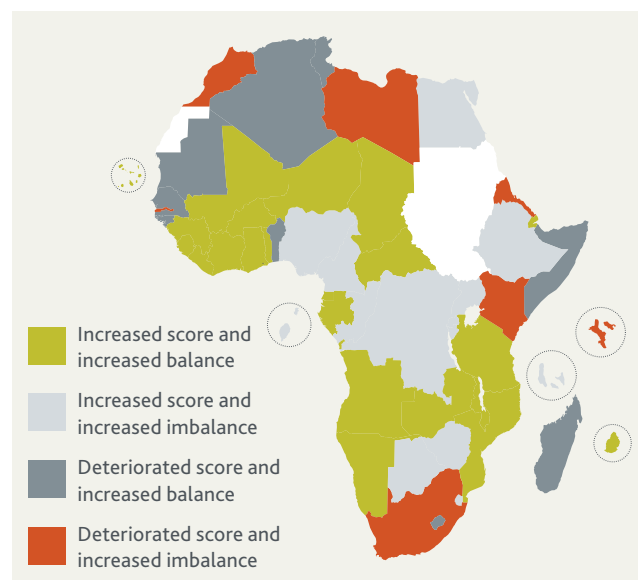 Increased score and
increased balance
Increased score and
increased imbalance
Deteriorated score and
increased balance
Deteriorated score and
increased imbalance